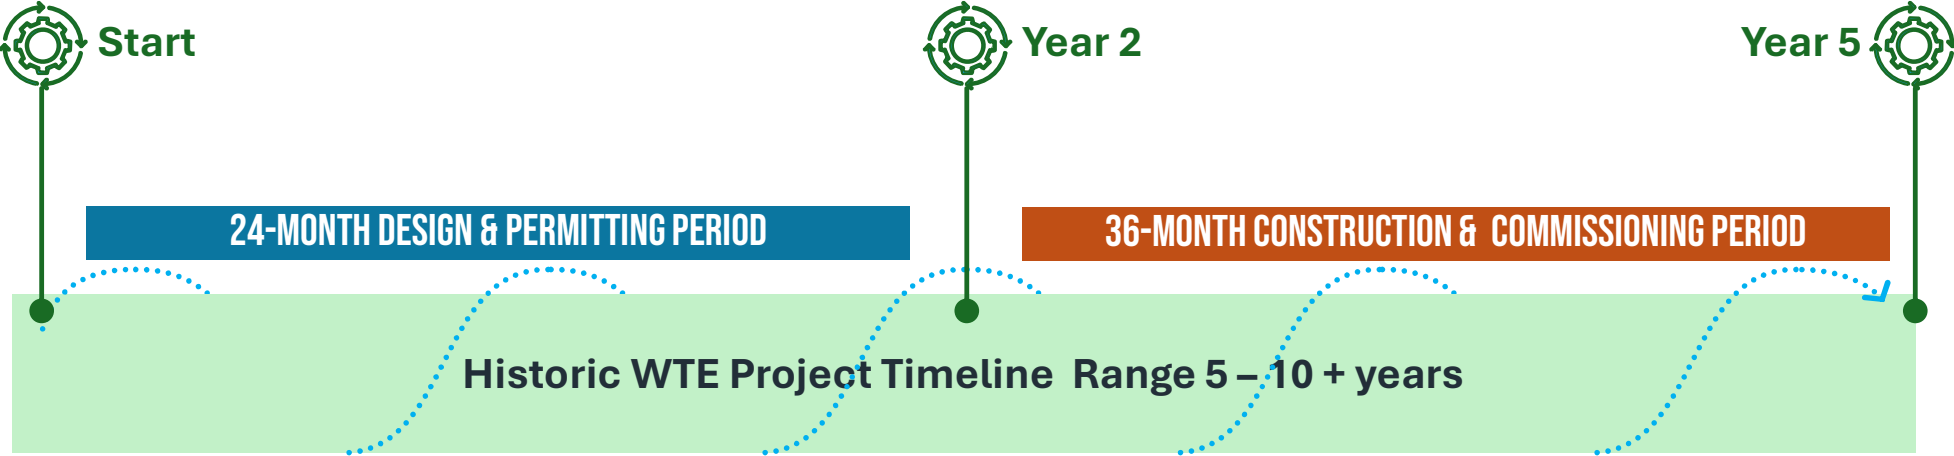 Start
Year 2
Year 5
24-MONTH DESIGN & PERMITTING PERIOD
36-MONTH CONSTRUCTION & COMMISSIONING PERIOD
Historic WTE Project Timeline Range 5 – 10 + years